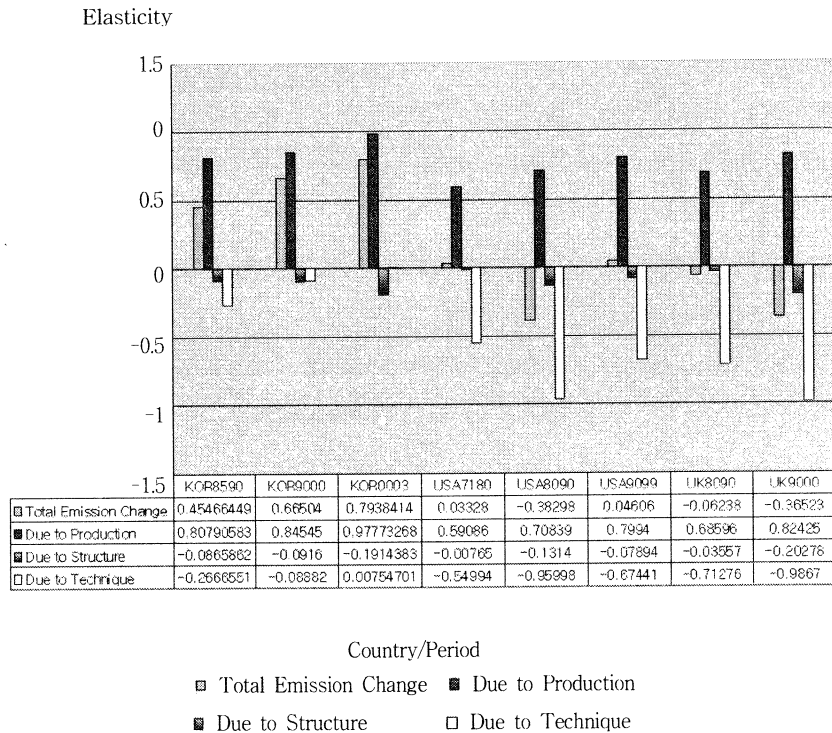 Elasticity
1.5
0
0.5
0
-0.5
-1
-1.5
KOR8590 KOR9000 KOR0003 USA7180 USA8090 USA9099 UK8090 UK9000
Total Emission Change 0.45466449 0.66504 0.7938414 0.03328 -0.38298 0.04606 -0.06238 -0.36523
Due to Production 0.80790583 0.84545 0.97773268 0.59086 0.70839 0.7994 0.68596 0.82425
Due to Structure -0.0865862 -0.0916 -0.1914383 -0.00765 -0.1314 -0.07894 -0.03557 -0.20278
Due to Technique -0.2666551 -0.08882 0.00754701 -0.54994 -0.95998 -0.67441 -0.71276 -0.9867
Country/Period
Total Emission Change Due to Production
Due to Structure Due to Technique